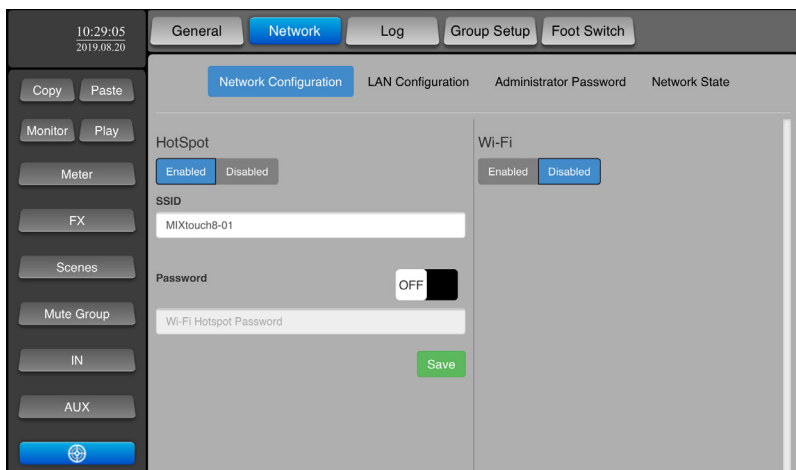 10:29:05
2019.08.20
General Network Log Group Setup Foot Switch
Network Configuration LAN Configuration Administrator Password Network State
Copy Paste
Monitor Play
Meter
FX
Scenes
Mute Group
IN
AUX
HotSpot
Enabled Disabled
SSID
MIXtouch8-01
Password
OFF
Wi-Fi Hotspot Password
Save
Wi-Fi
Enabled Disabled